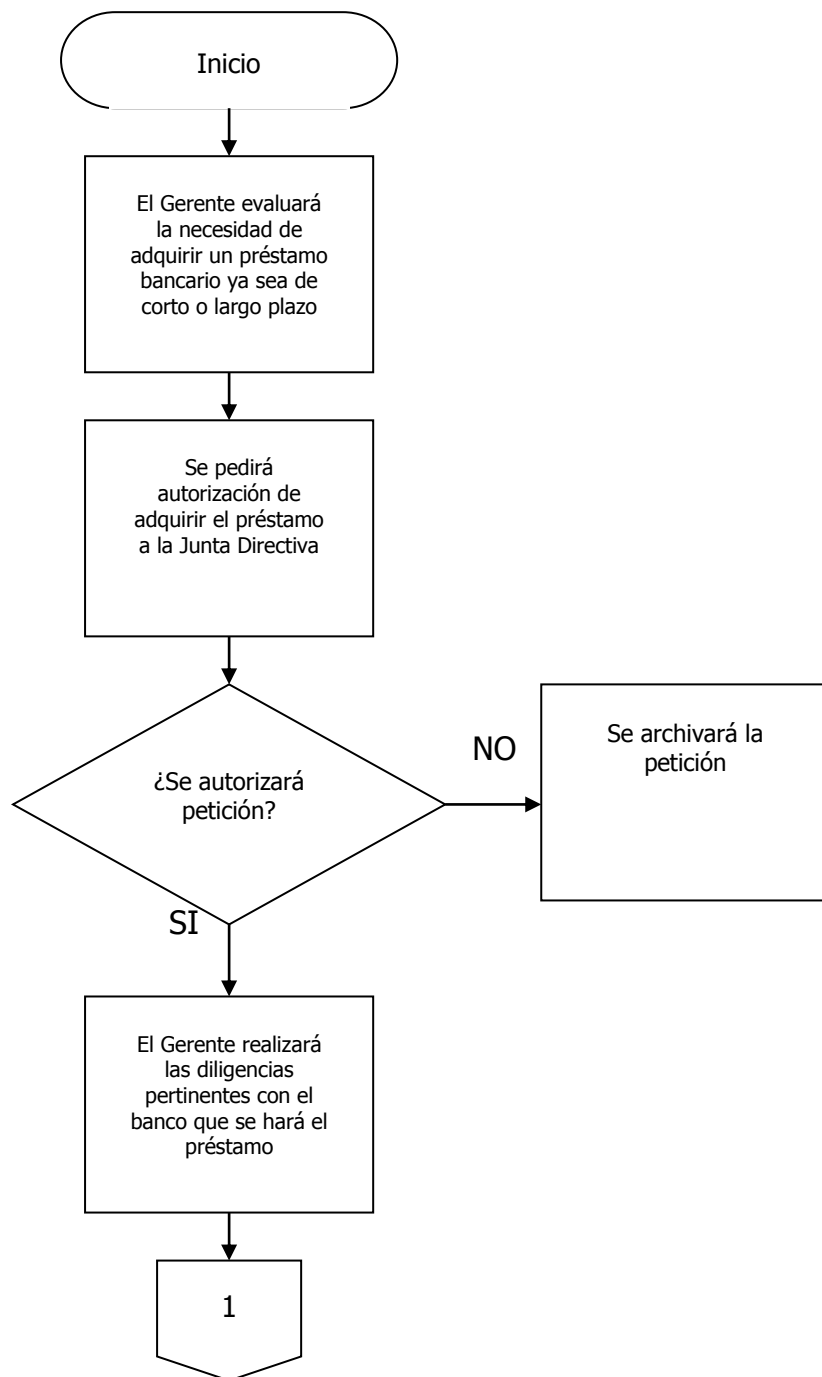 Inicio
El Gerente evaluará
la necesidad de
adquirir un préstamo
bancario ya sea de
corto o largo plazo
Se pedirá
autorización de
adquirir el préstamo
a la Junta Directiva
¿Se autorizará
petición?
NO
Se archivará la
petición
SI
El Gerente realizará
las diligencias
pertinentes con el
banco que se hará el
préstamo
1